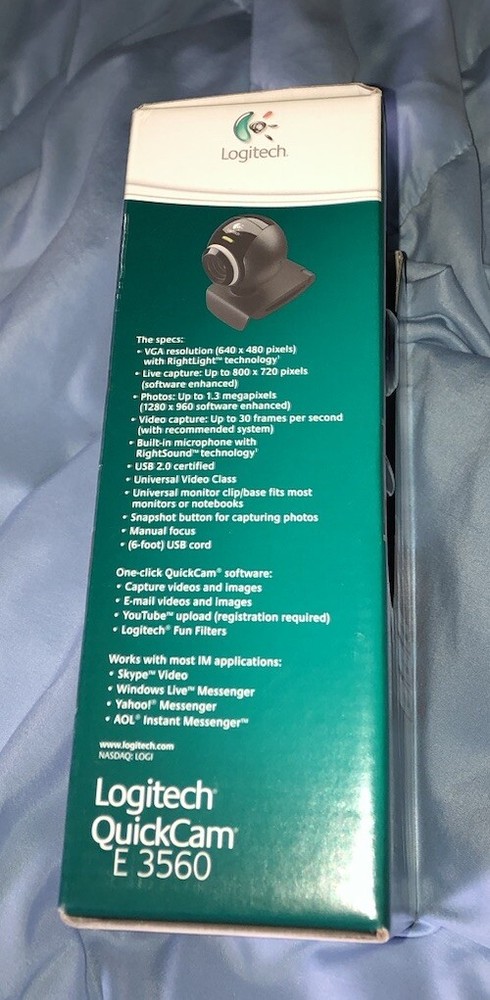 Logitech
The specs:
• VGA resolution (640 x 480 pixels)
with RightLight™ technology¹
• Live capture: Up to 800 x 720 pixels
(software enhanced)
• Photos: Up to 1.3 megapixels
(1280 x 960 software enhanced)
• Video capture: Up to 30 frames per second
(with recommended system)
• Built-in microphone with
RightSound™ technology¹
• USB 2.0 certified
• Universal Video Class
• Universal monitor clip/base fits most
monitors or notebooks
• Snapshot button for capturing photos
• Manual focus
• (6-foot) USB cord
One-click QuickCam® software:
• Capture videos and images
• E-mail videos and images
• YouTube™ upload (registration required)
• Logitech® Fun Filters
Works with most IM applications:
• Skype™ Video
• Windows Live™ Messenger
• Yahoo!® Messenger
• AOL® Instant Messenger™
www.logitech.com
NASDAQ: LOGI
Logitech®
QuickCam®
E 3560